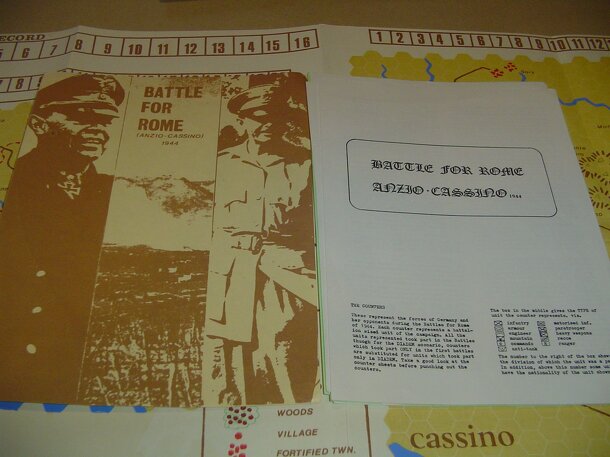 RECORD
5 6 7 8 9 10 11 12 13 14 15 16
1 2 3 4 5 6 7 8 9 10 11 12
7 8
BATTLE
FOR
ROME
(ANZIO-CASSINO)
1944
BATTLE FOR ROME
ANZIO-CASSINO 1944
THE COUNTERS
These represent the forces of Germany and
her opponents during the Battles for Rome
of 1944. Each counter represents a battal-
ion sized unit of the campaign. All the
units represented took part in the Battles
though for the DIADEM scenario, counters
which took part ONLY in the first battles
are substituted for units which took part
only in DIADEM. Take a good look at the
counter sheets before punching out the
counters.
The box in the middle gives the TYPE of
unit the counter represents, viz.
infantry
armour
engineer
mountain
commando
anti-tank
motorised inf.
paratrooper
heavy weapons
recce
ranger
The number to the right of the box shows
the division of which the unit was a
In addition, above this number some
have the nationality of the unit shown
WOODS
VILLAGE
FORTIFIED TWN.
cassino